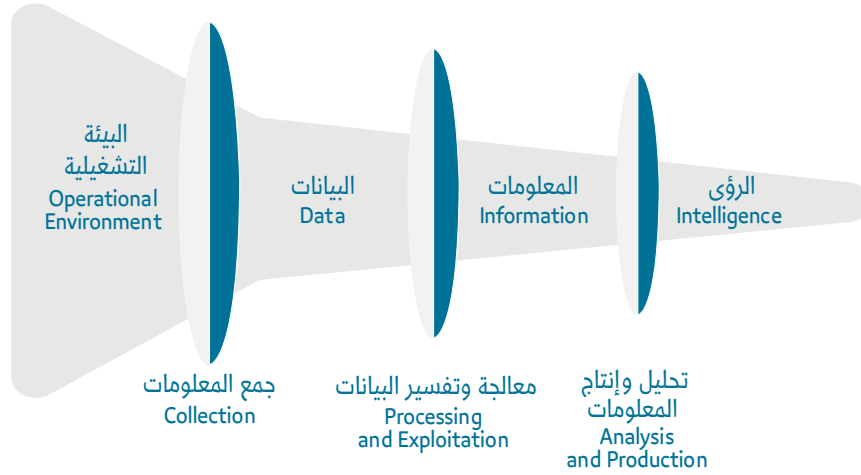 البيئة
التشغيلية
Operational
Environment
البيانات
Data
المعلومات
Information
الرؤى
Intelligence
جمع المعلومات
Collection
معالجة وتفسير البيانات
Processing
and Exploitation
تحليل وإنتاج
المعلومات
Analysis
and Production